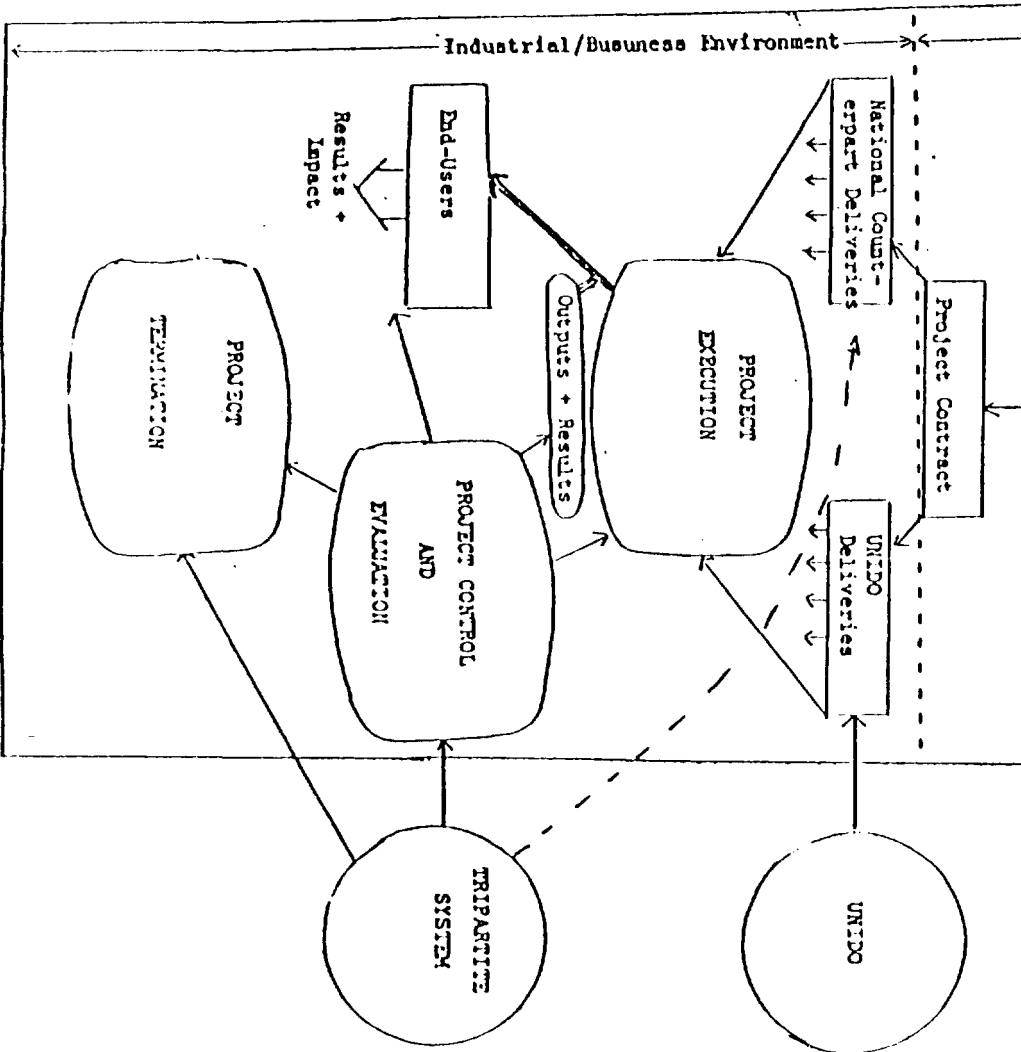 Industrial/Busuness Environment
Project Contract
National Count-
erpart Deliveries
UNIDO
Deliveries
UNIDO
PROJECT
EXECUTION
Outputs + Results
End-Users
Results +
Impact
PROJECT CONTROL
AND
EVALUATION
TRIPARTITE
SYSTEM
PROJECT
TERMINATION